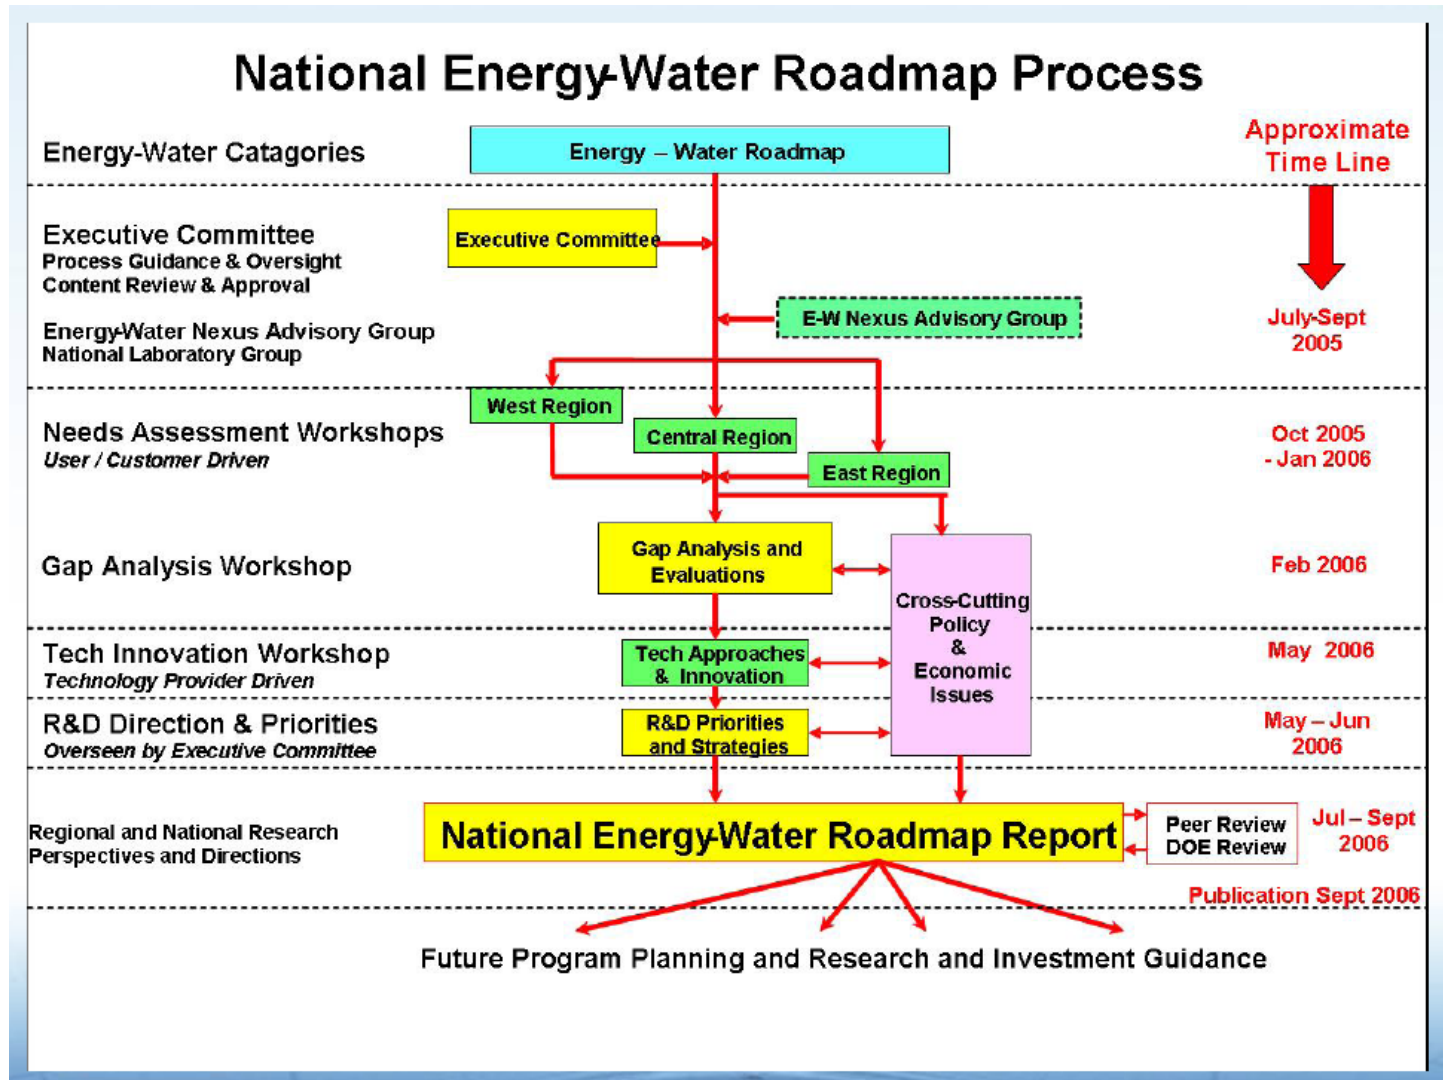 National Energy-Water Roadmap Process
Energy-Water Catagories
Energy – Water Roadmap
Approximate
Time Line
Executive Committee
Process Guidance & Oversight
Content Review & Approval
Executive Committee
Energy-Water Nexus Advisory Group
National Laboratory Group
E-W Nexus Advisory Group
July-Sept
2005
Needs Assessment Workshops
User / Customer Driven
West Region
Central Region
East Region
Oct 2005
- Jan 2006
Gap Analysis Workshop
Gap Analysis and
Evaluations
Feb 2006
Cross-Cutting
Policy
&
Economic
Issues
Tech Innovation Workshop
Technology Provider Driven
Tech Approaches
& Innovation
May 2006
R&D Direction & Priorities
Overseen by Executive Committee
R&D Priorities
and Strategies
May – Jun
2006
Regional and National Research
Perspectives and Directions
National Energy-Water Roadmap Report
Peer Review
DOE Review
Jul – Sept
2006
Publication Sept 2006
Future Program Planning and Research and Investment Guidance